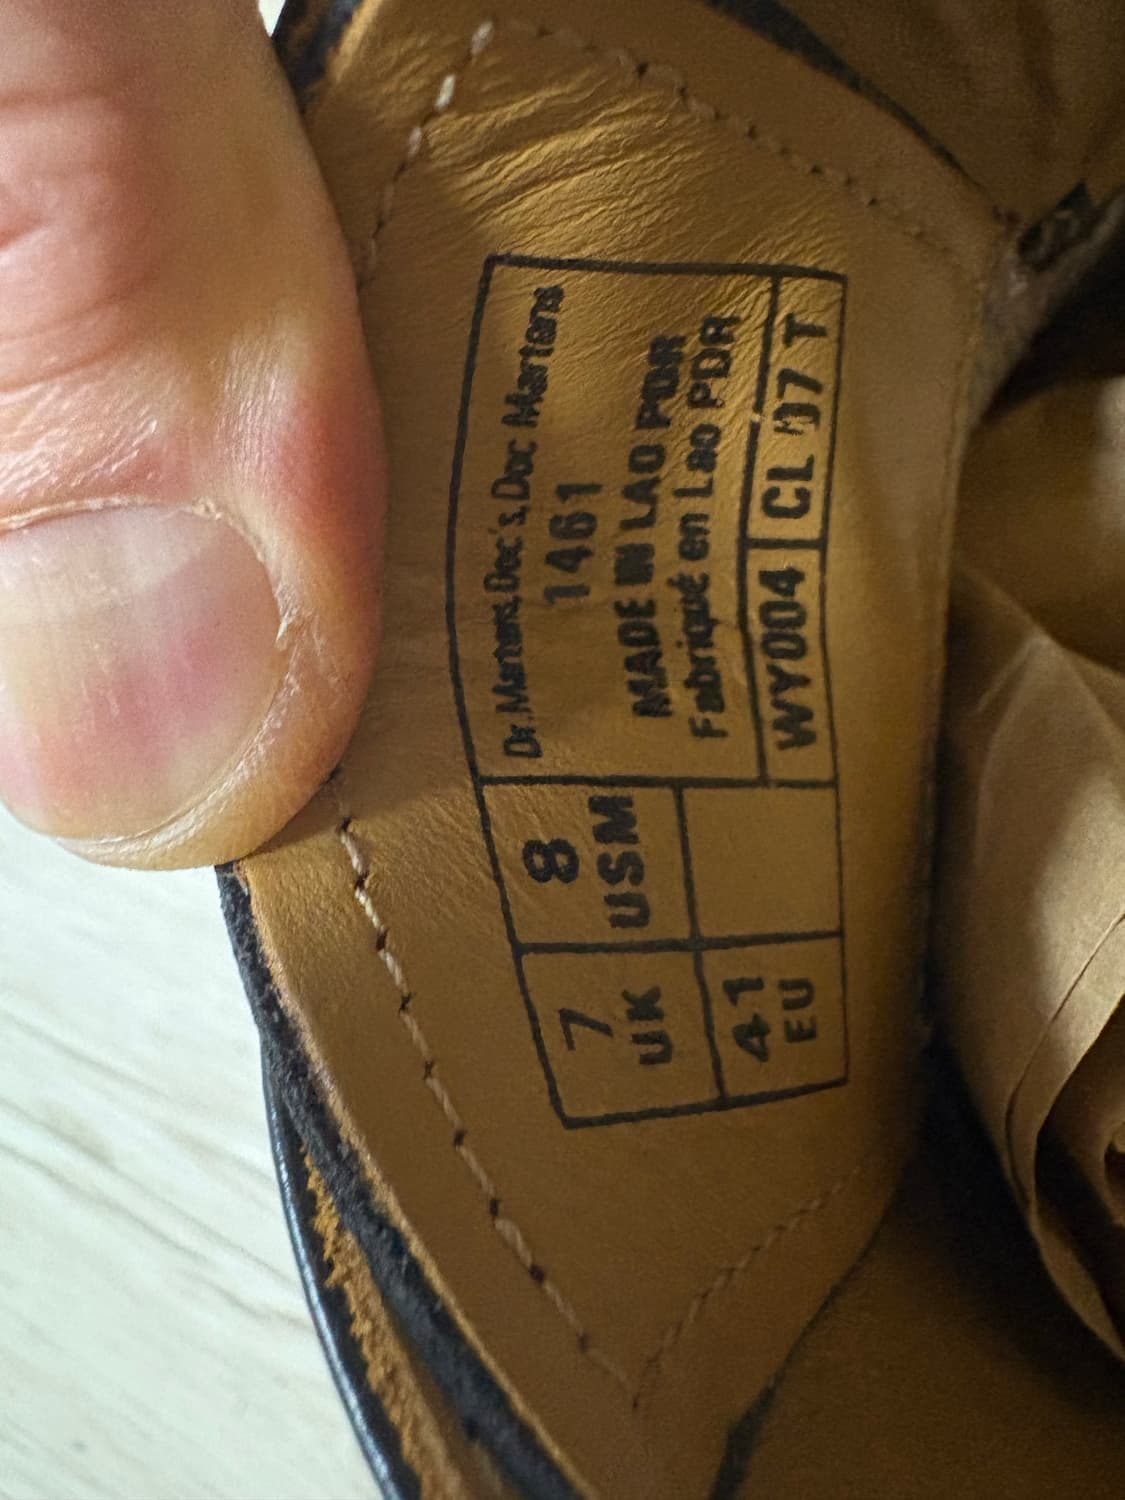 Dr.Martens,Doc's,Doc Martens
1461
MADE IN LAO PDR
Fabriqué en Lao PDR
WY004 CL 07 T
8
USM
7
UK
41
EU